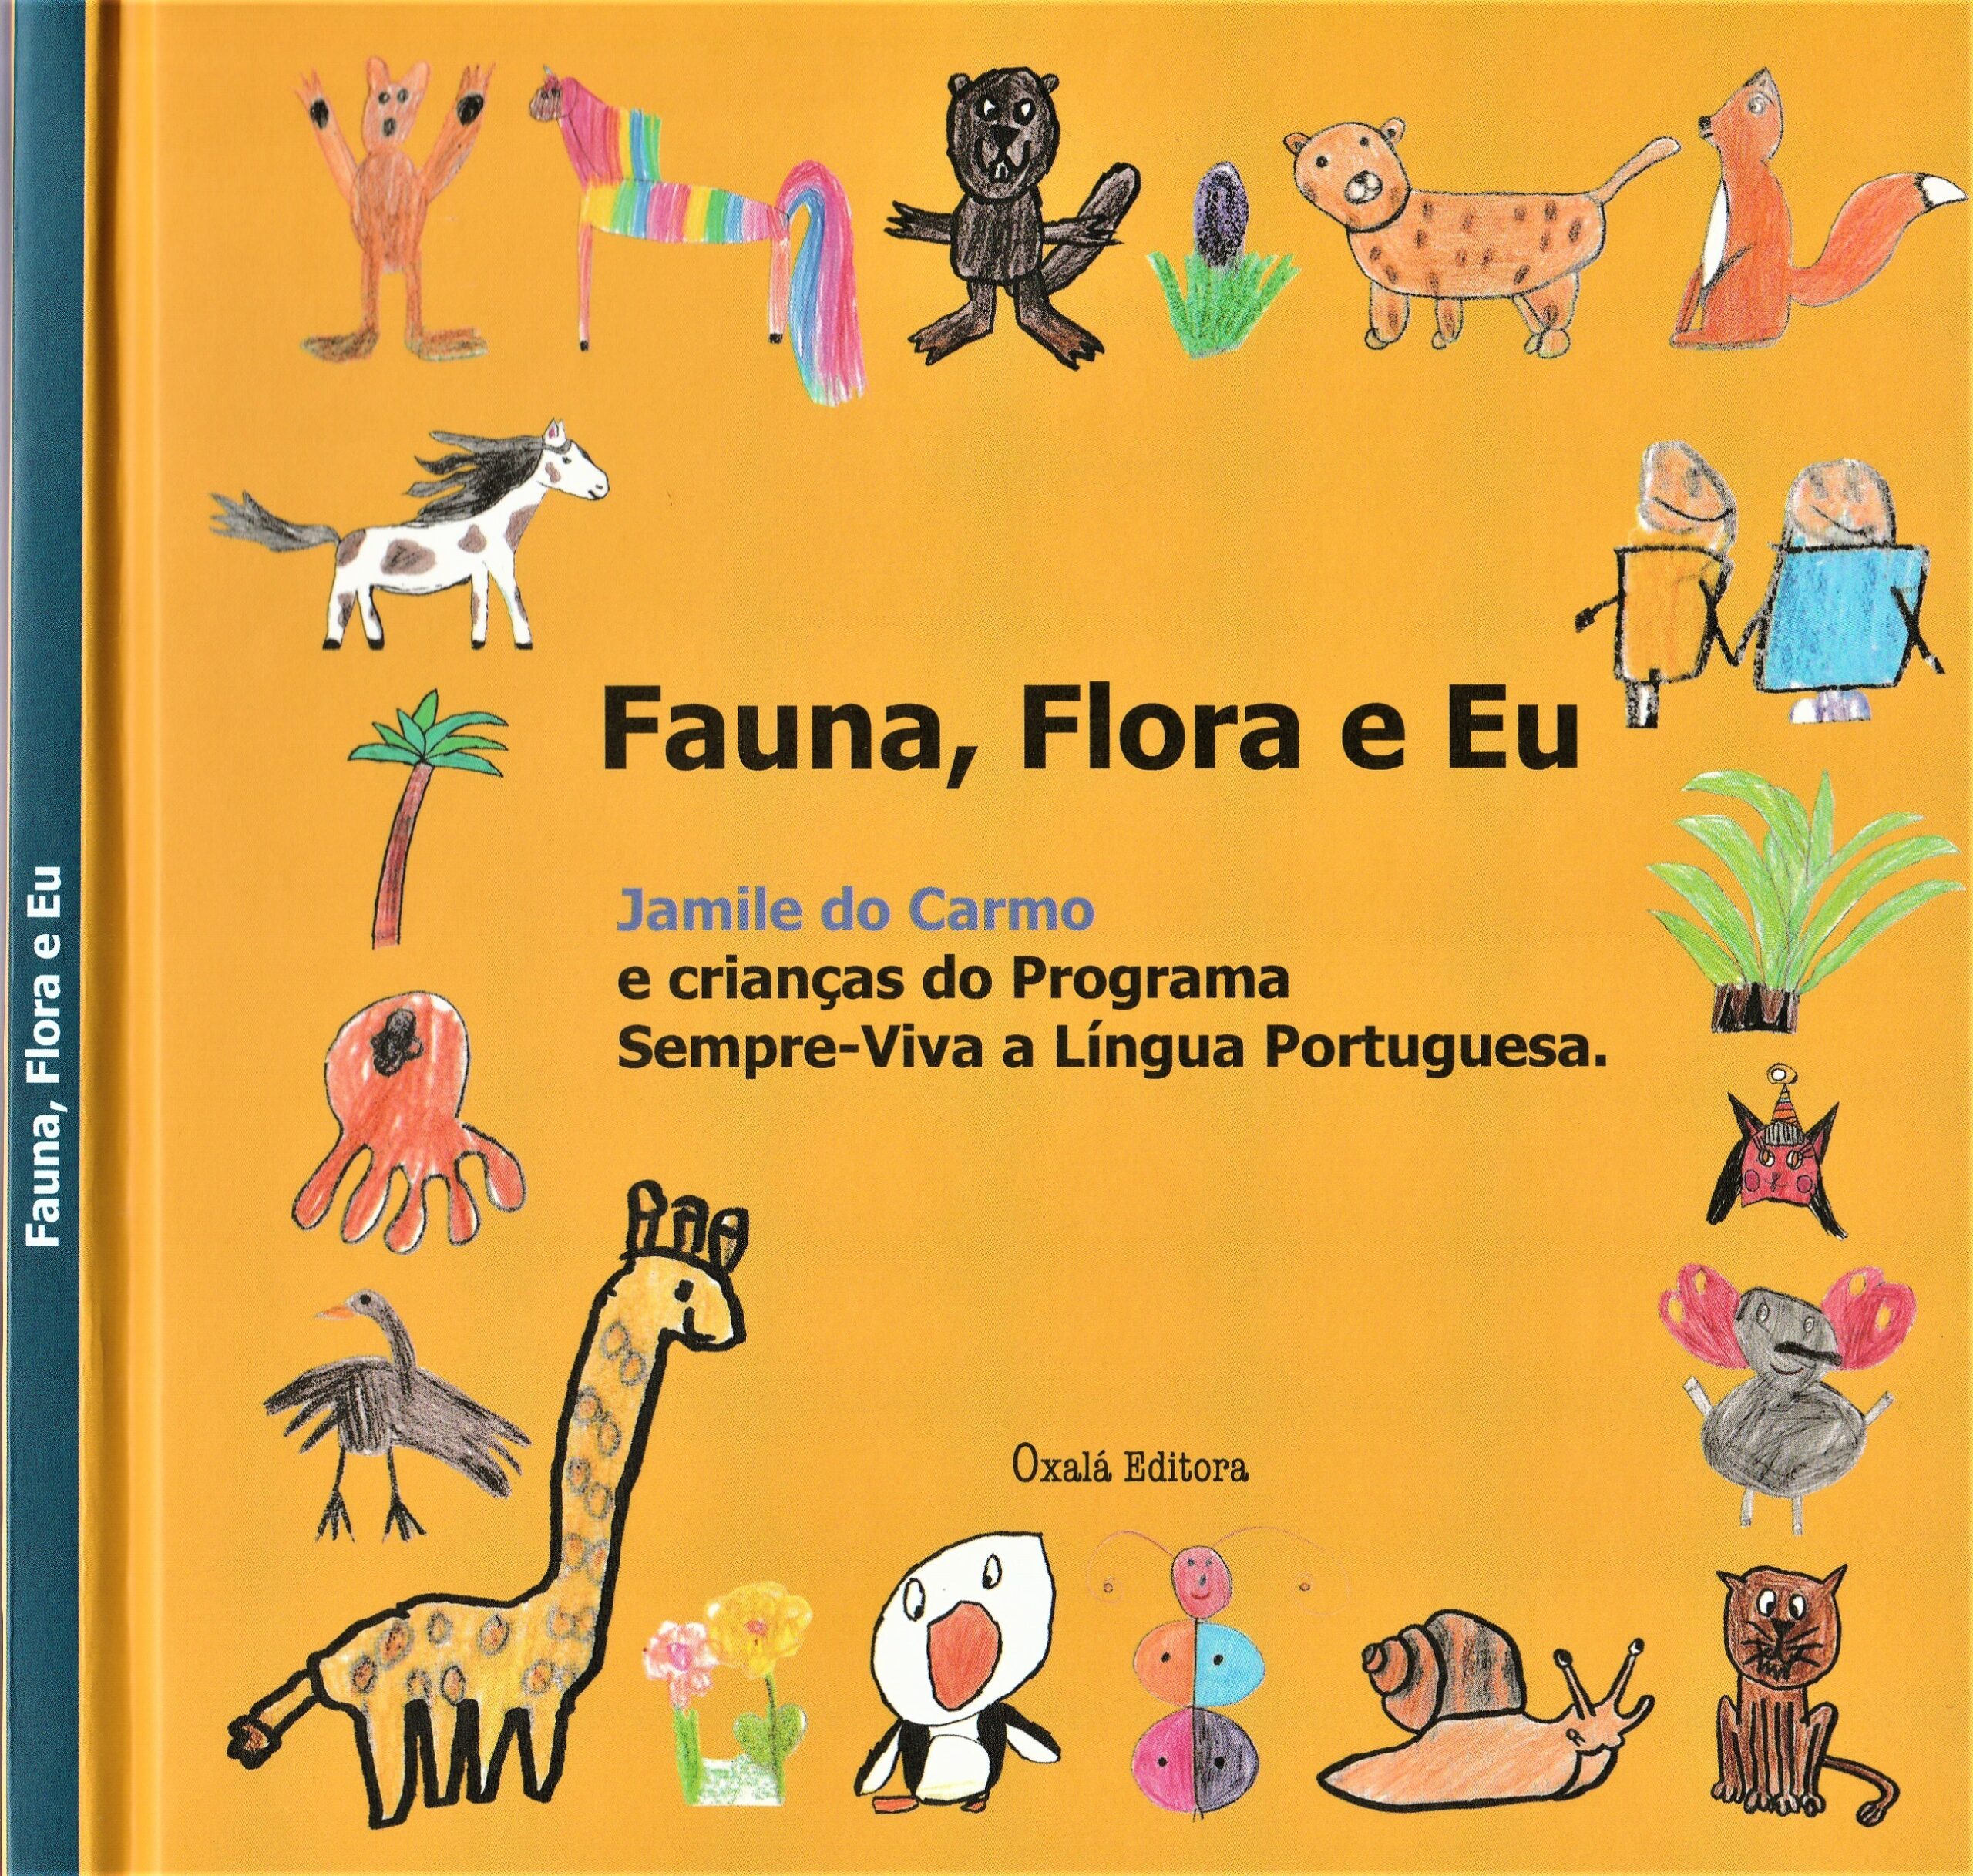 Fauna, Flora e Eu
Fauna, Flora e Eu
Jamile do Carmo
e crianças do Programa
Sempre-Viva a Língua Portuguesa.
Oxalá Editora